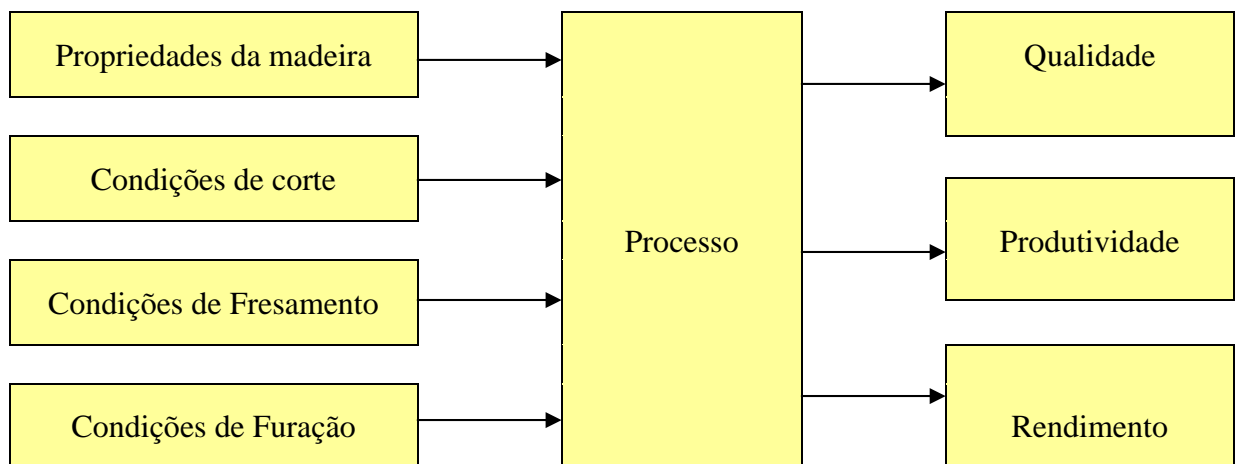 Propriedades da madeira
Condições de corte
Condições de Fresamento
Condições de Furação
Processo
Qualidade
Produtividade
Rendimento